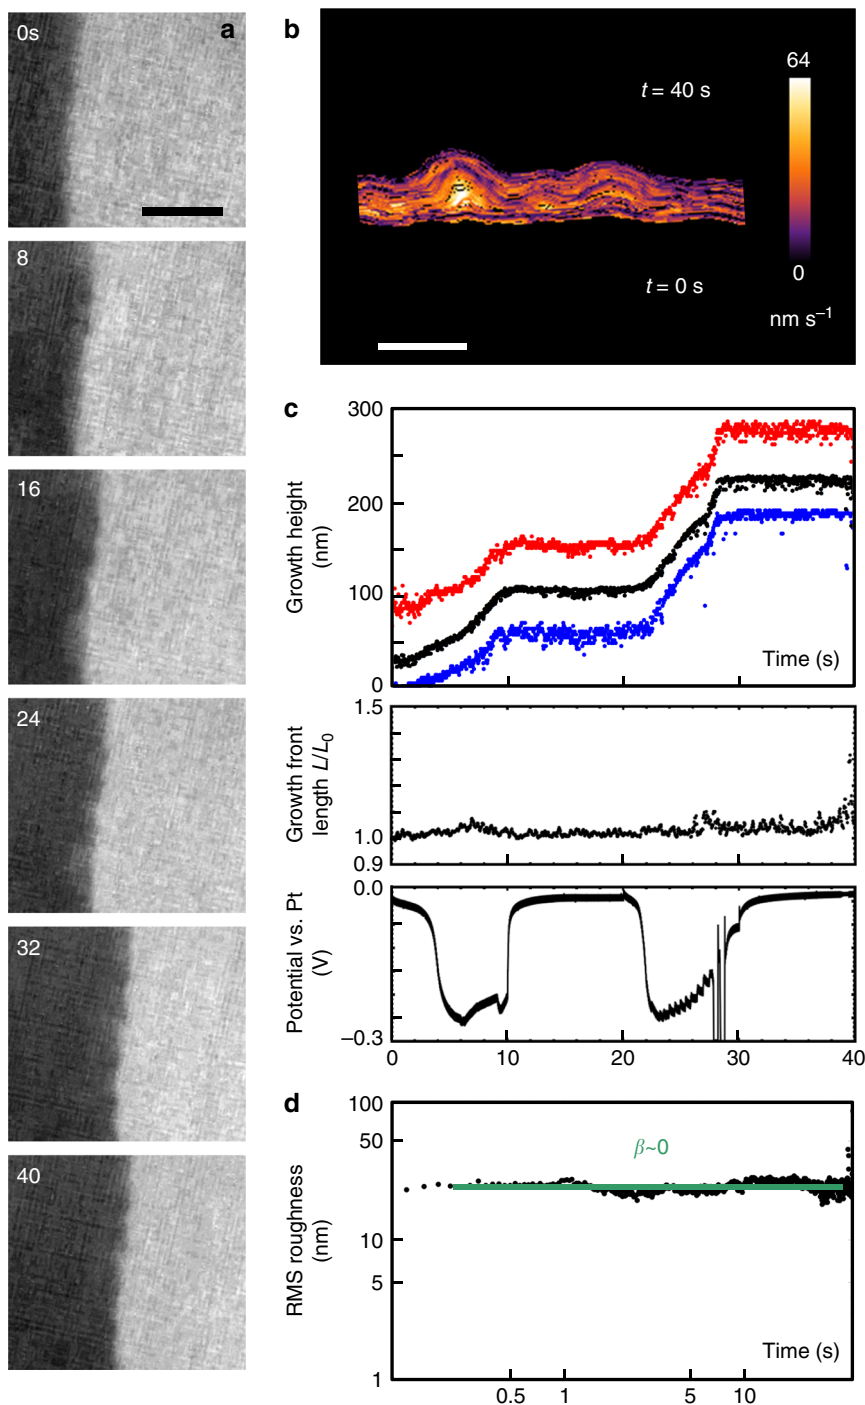 a
0s
8
16
24
32
40
b
t = 40 s
64
0
t = 0 s
nm s⁻¹
c
Growth height
(nm)
300
200
100
0
Time (s)
Growth front
length L/L₀
1.5
1.0
0.9
Potential vs. Pt
(V)
0.0
–0.3
0 10 20 30 40
d
RMS roughness
(nm)
100
50
10
5
1
β~0
Time (s)
0.5 1 5 10